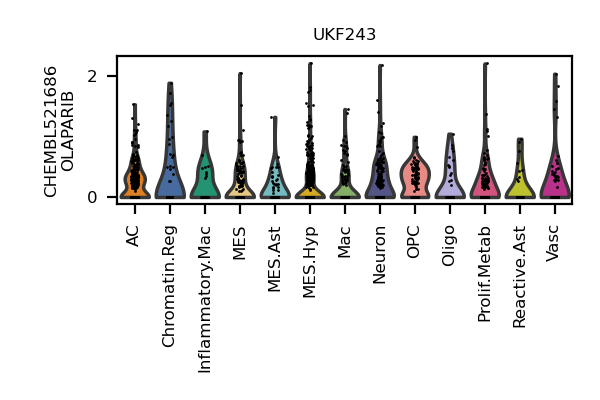 UKF243
CHEMBL521686
OLAPARIB
2
0
AC
Chromatin.Reg
Inflammatory.Mac
MES
MES.Ast
MES.Hyp
Mac
Neuron
OPC
Oligo
Prolif.Metab
Reactive.Ast
Vasc